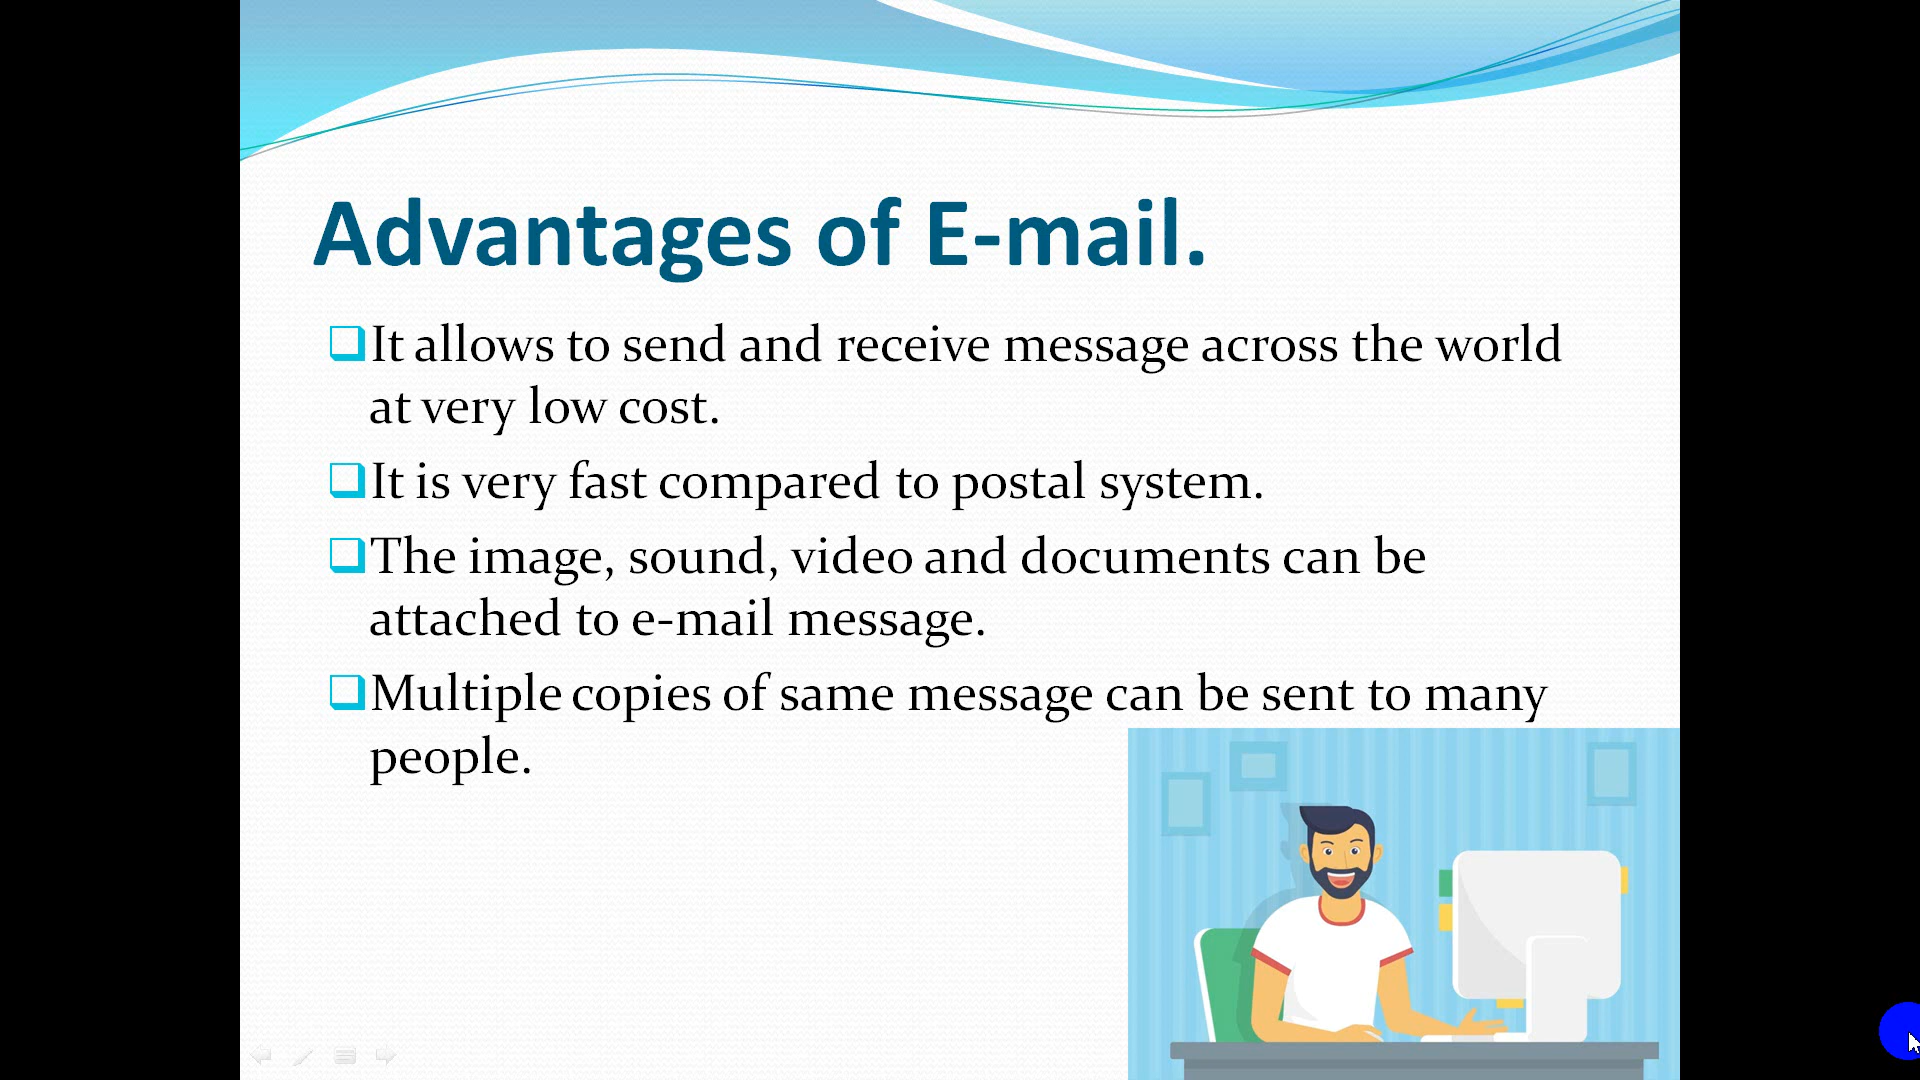 Advantages of E-mail.
It allows to send and receive message across the world
at very low cost.
It is very fast compared to postal system.
The image, sound, video and documents can be
attached to e-mail message.
Multiple copies of same message can be sent to many
people.